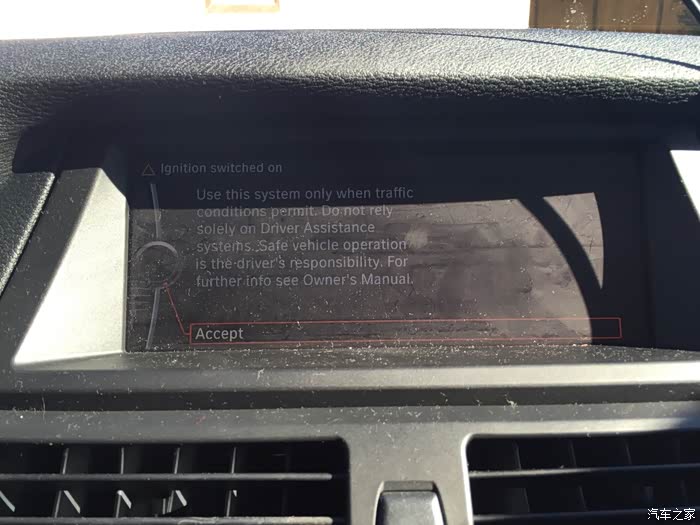 Ignition switched on
Use this system only when traffic
conditions permit. Do not rely
solely on Driver Assistance
systems. Safe vehicle operation
is the driver's responsibility. For
further info see Owner's Manual.
Accept
汽车之家